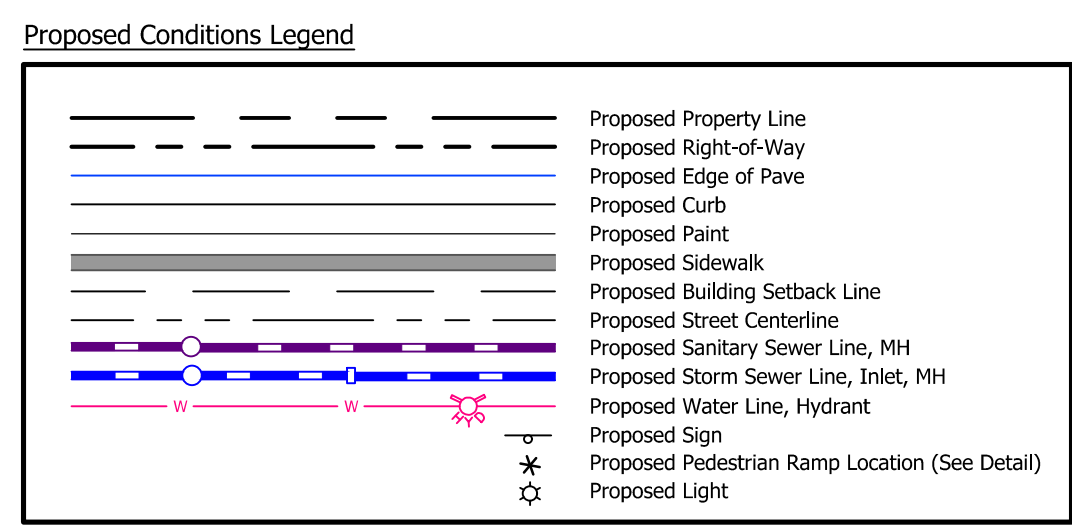 Proposed Conditions Legend
Proposed Property Line
Proposed Right-of-Way
Proposed Edge of Pave
Proposed Curb
Proposed Paint
Proposed Sidewalk
Proposed Building Setback Line
Proposed Street Centerline
Proposed Sanitary Sewer Line, MH
Proposed Storm Sewer Line, Inlet, MH
W W HYD Proposed Water Line, Hydrant
Proposed Sign
Proposed Pedestrian Ramp Location (See Detail)
Proposed Light